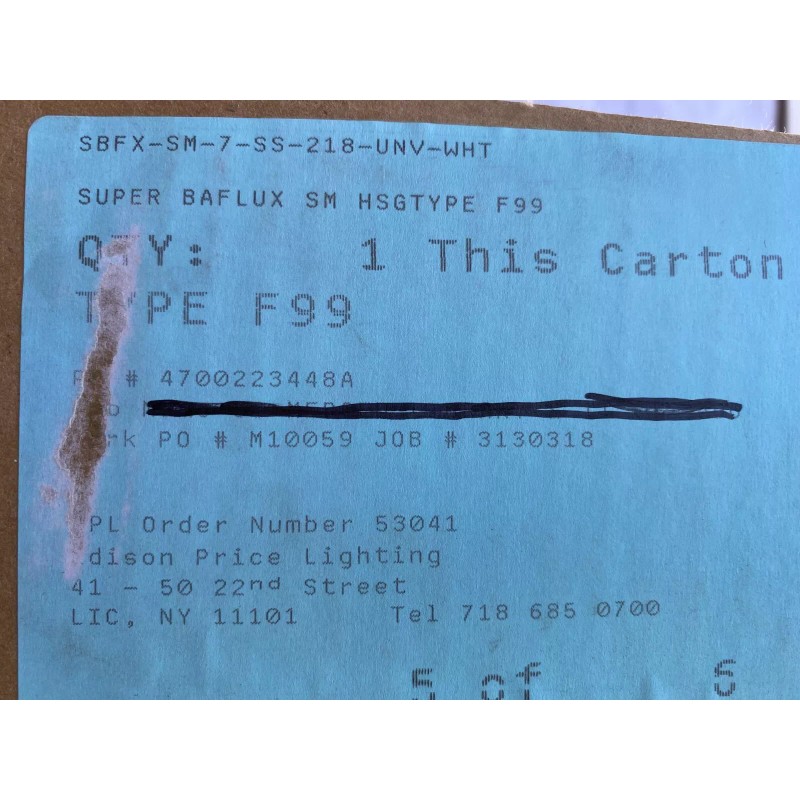 SBFX-SM-7-SS-218-UNV-WHT
SUPER BAFLUX SM HSGTYPE F99
QTY: 1 This Carton
TYPE F99
# 4700223448A
PO # M10059 JOB # 3130318
PL Order Number 53041
dison Price Lighting
41 - 50 22nd Street
LIC, NY 11101 Tel 718 685 0700
5 of 6